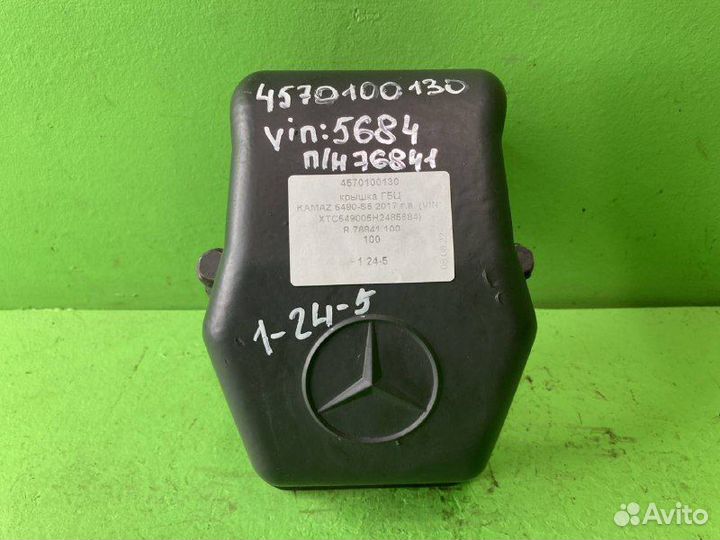 4570100130
vin:5684
П/Н 76841
4570100130
крышка ГБЦ
KAMAZ 5490-S5 2017 г.в. (VIN:
XTC549005H2485684)
R 76841 100
100
1 24-5
1-24-5
Avito